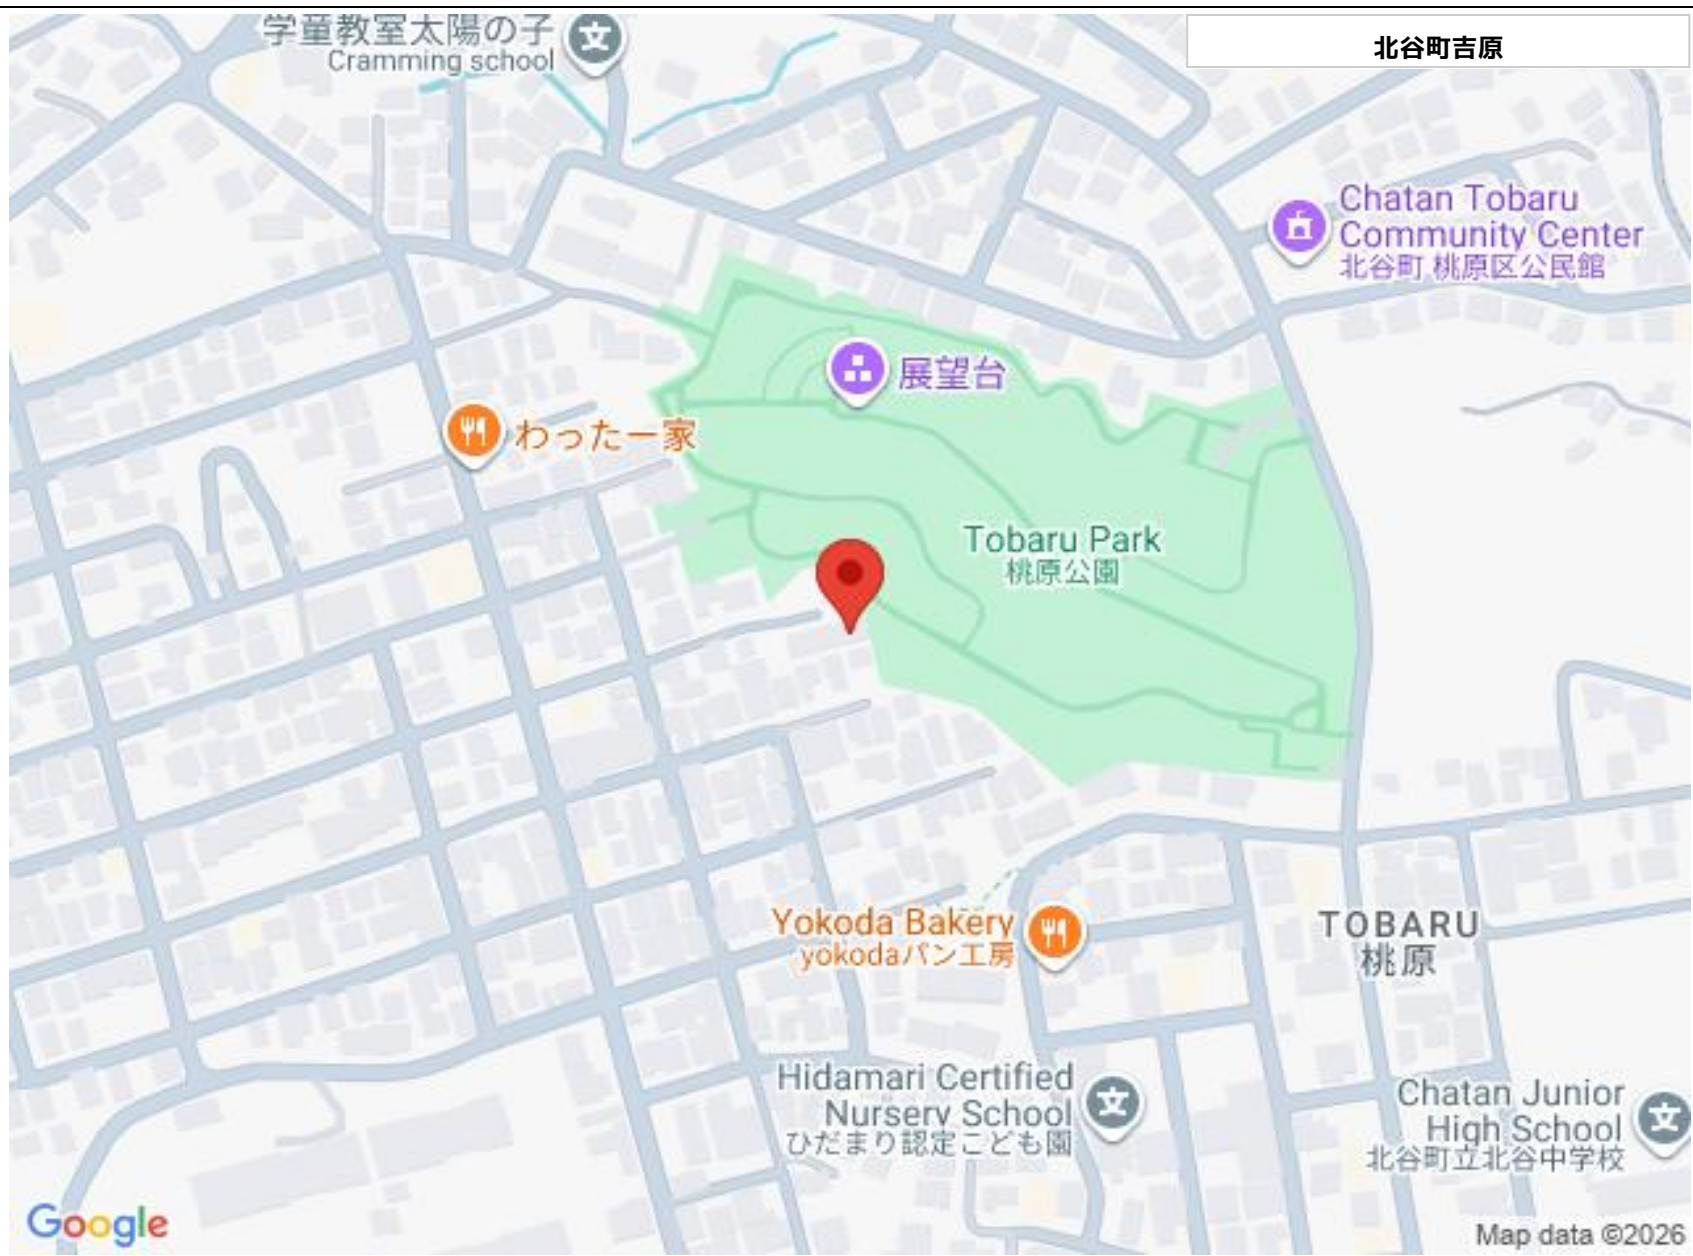 学童教室太陽の子
Cramming school
北谷町吉原
Chatan Tobaru
Community Center
北谷町 桃原区公民館
展望台
わったー家
Tobaru Park
桃原公園
Yokoda Bakery
yokodaパン工房
TOBARU
桃原
Hidamari Certified
Nursery School
ひだまり認定こども園
Chatan Junior
High School
北谷町立北谷中学校
Google
Map data ©2026